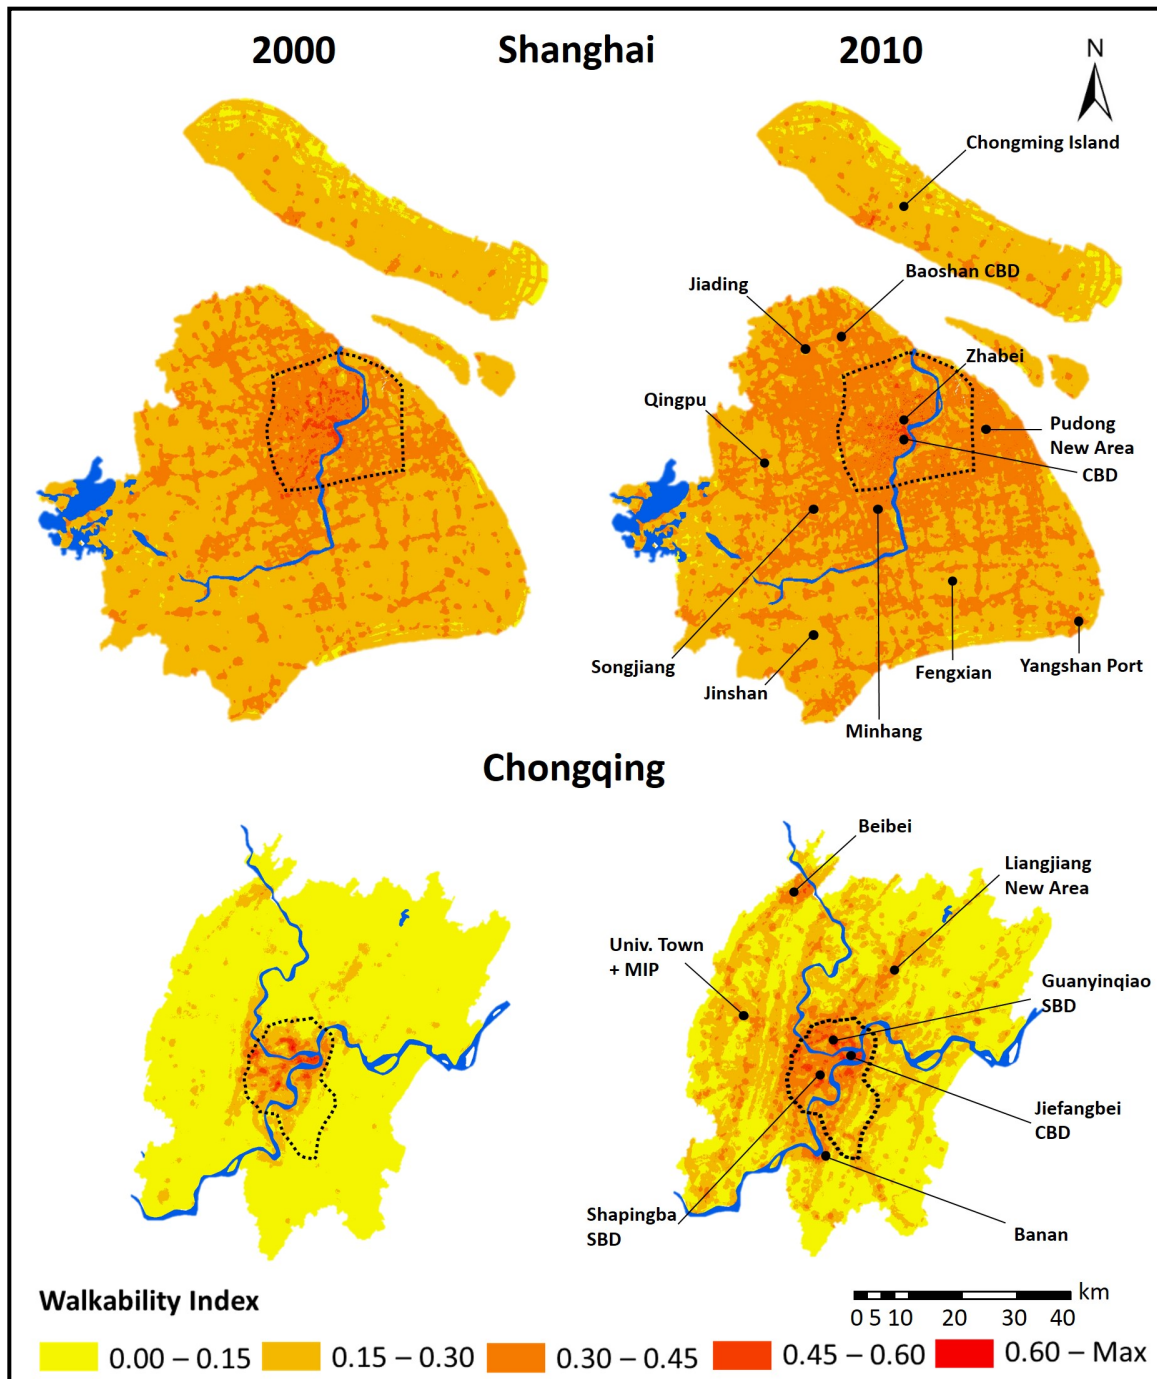 2000 Shanghai 2010
N
Chongming Island
Baoshan CBD
Jiading
Zhabei
Qingpu
Pudong
New Area
CBD
Songjiang
Jinshan
Fengxian
Yangshan Port
Minhang
Chongqing
Beibei
Liangjiang
New Area
Univ. Town
+ MIP
Guanyinqiao
SBD
Jiefangbei
CBD
Shapingba
SBD
Banan
Walkability Index
km
0 5 10 20 30 40
0.00 – 0.15 0.15 – 0.30 0.30 – 0.45 0.45 – 0.60 0.60 – Max